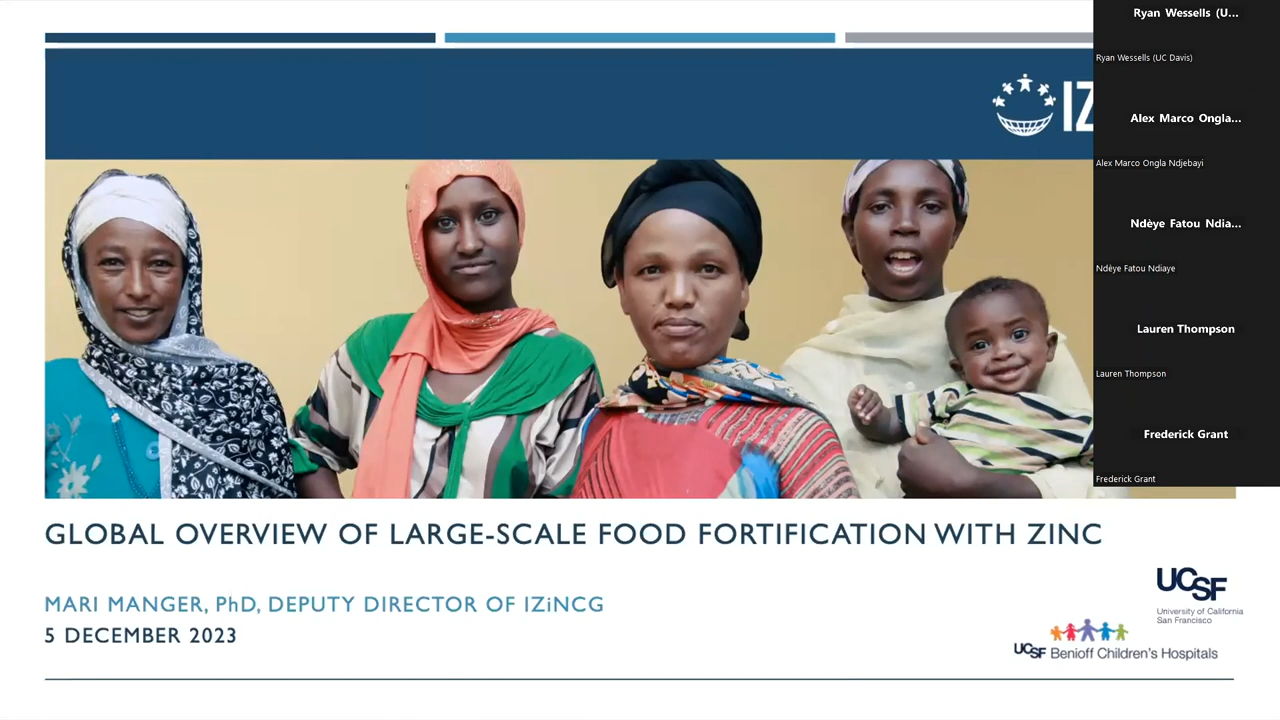 IZ
GLOBAL OVERVIEW OF LARGE-SCALE FOOD FORTIFICATION WITH ZINC
MARI MANGER, PhD, DEPUTY DIRECTOR OF IZiNCG
5 DECEMBER 2023
UCSF
University of California
San Francisco
UCSF Benioff Children's Hospitals
Ryan Wessells (U...
Ryan Wessells (UC Davis)
Alex Marco Ongla...
Alex Marco Ongla Ndjebayi
Ndèye Fatou Ndia...
Ndèye Fatou Ndiaye
Lauren Thompson
Lauren Thompson
Frederick Grant
Frederick Grant